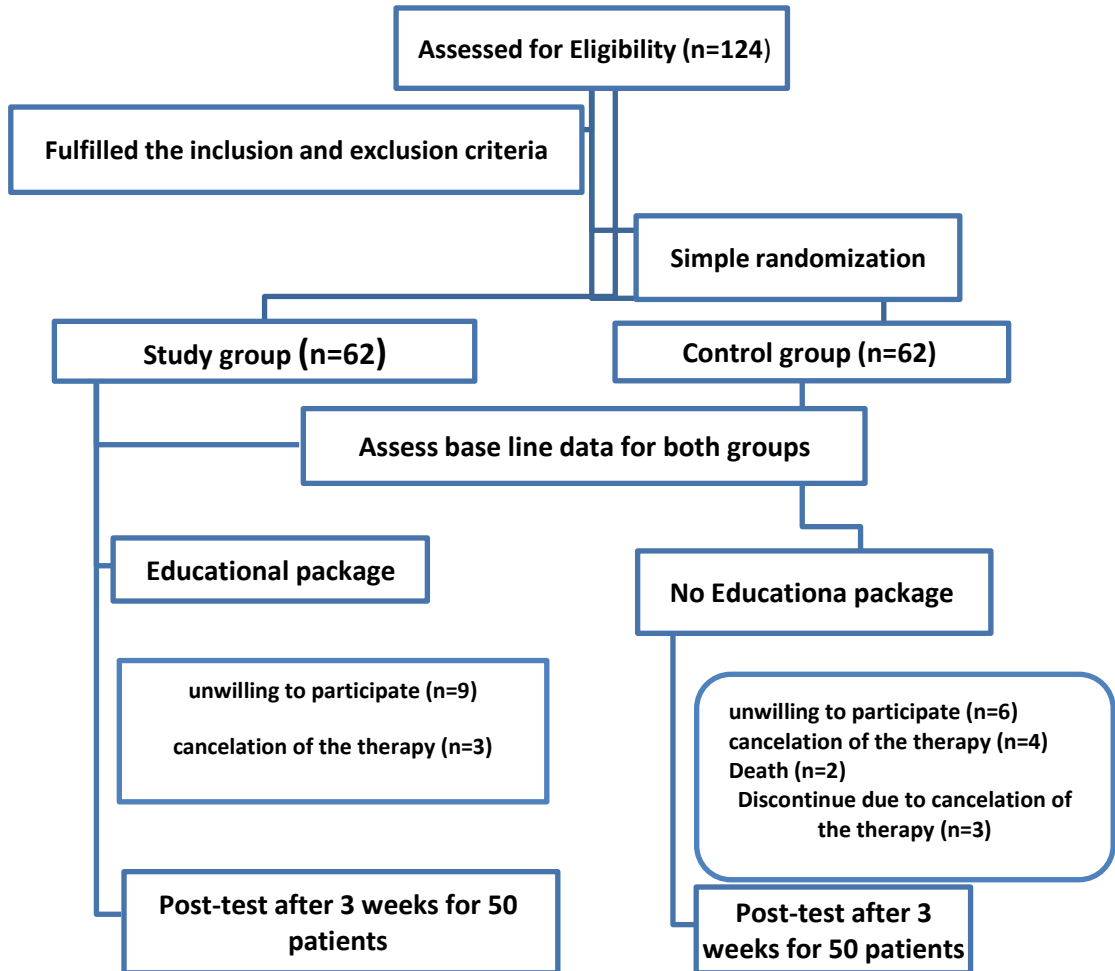 Assessed for Eligibility (n=124)
Fulfilled the inclusion and exclusion criteria
Simple randomization
Study group (n=62)
Control group (n=62)
Assess base line data for both groups
Educational package
No Educationa package
unwilling to participate (n=9)
cancelation of the therapy (n=3)
unwilling to participate (n=6)
cancelation of the therapy (n=4)
Death (n=2)
Discontinue due to cancelation of
the therapy (n=3)
Post-test after 3 weeks for 50
patients
Post-test after 3
weeks for 50 patients